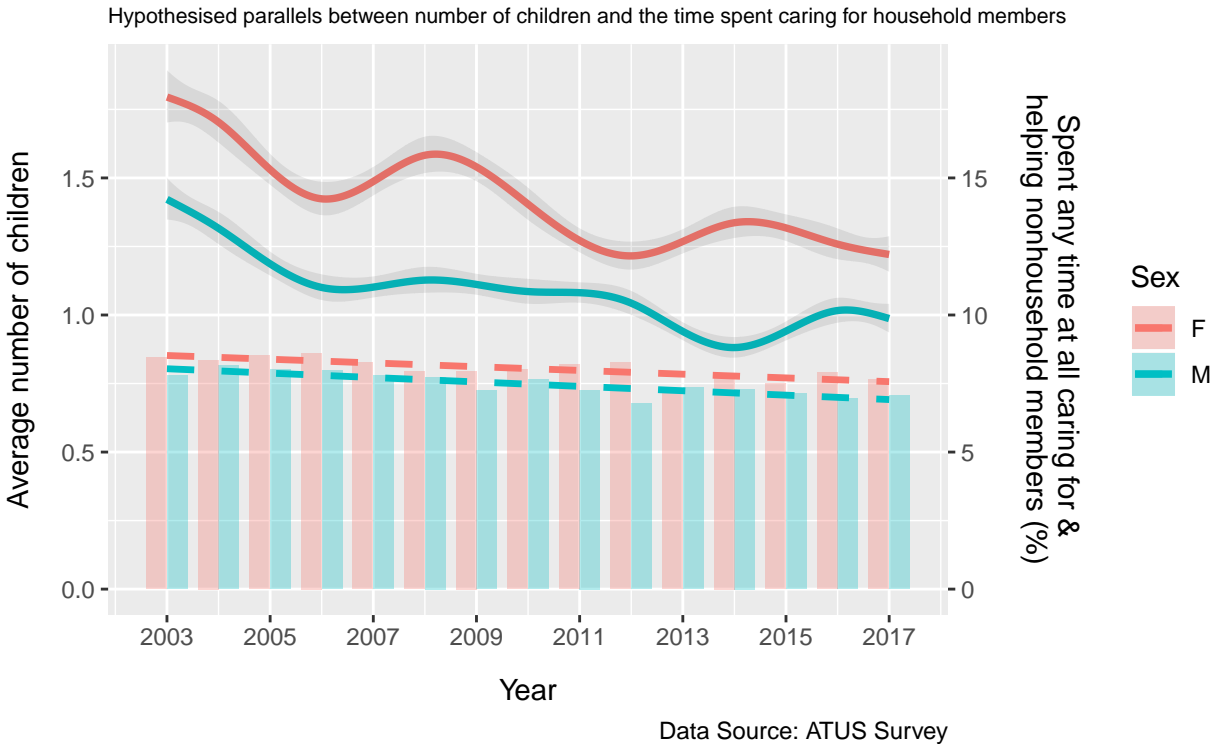 Hypothesised parallels between number of children and the time spent caring for household members
Average number of children
1.5
1.0
0.5
0.0
15
10
5
0
Spent any time at all caring for &
helping nonhousehold members (%)
Sex
F
M
2003 2005 2007 2009 2011 2013 2015 2017
Year
Data Source: ATUS Survey